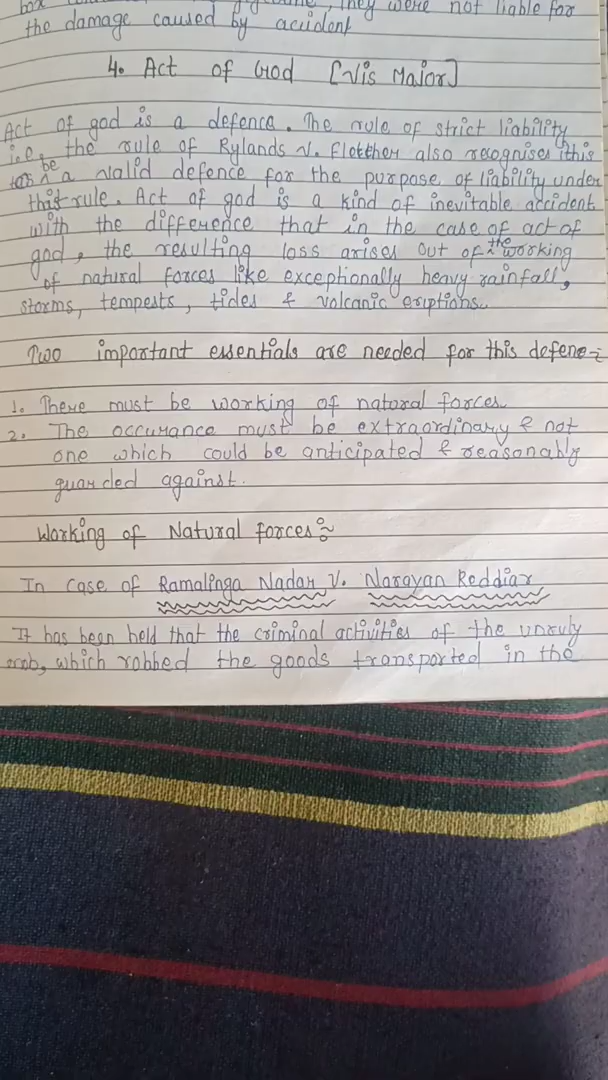 they were not liable for
the damage caused by acident
4. Act of God [Vis Major]
Act of god is a defence. The rule of strict liability
i.e. the rule of Rylands v. Fletcher also recognises this
to be a valid defence for the purpose of liability under
this rule. Act of god is a kind of inevitable accident
with the difference that in the case of act of
god, the resulting loss arises out of the working
of natural forces like exceptionally heavy rainfall,
storms, tempests, tides & volcanic eriptions.
Two important essentials are needed for this defence
1. There must be working of natural forces
2. The occurance must be extraordinary & not
one which could be anticipated & reasonably
guarded against.
Working of Natural forces
In case of Ramalinga Nadar V. Narayan Reddiar
It has been held that the criminal activities of the unruly
mob, which robbed the goods transported in the